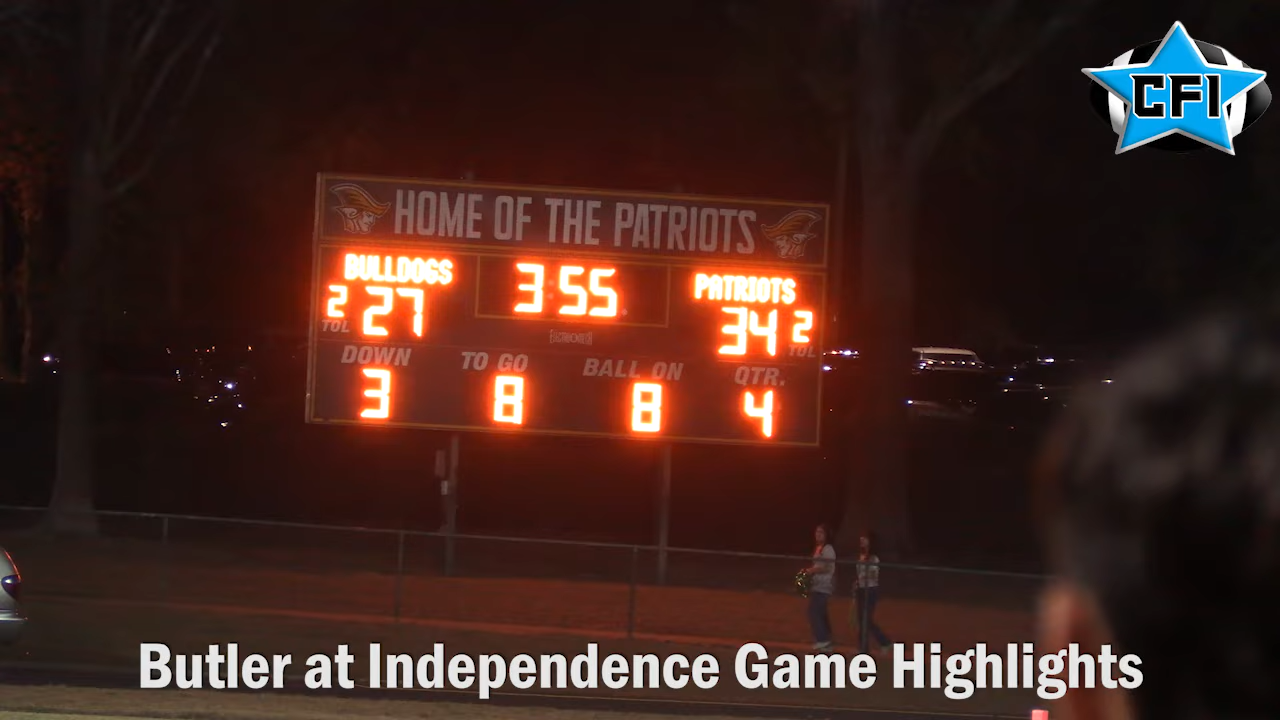 CFI
HOME OF THE PATRIOTS
BULLDOGS 3:55 PATRIOTS
2 27 34 2
TOL TOL
DOWN TO GO BALL ON QTR.
3 8 8 4
Butler at Independence Game Highlights